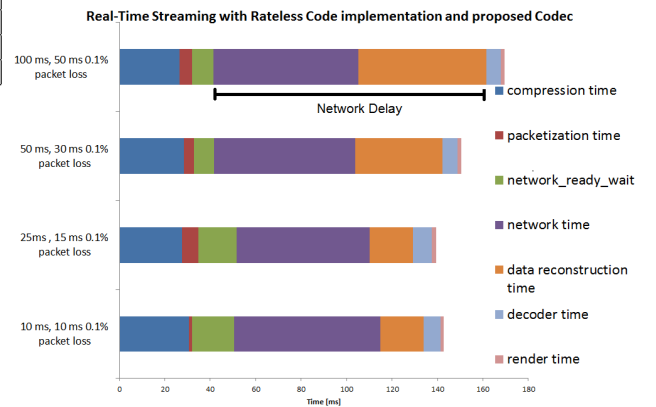 Real-Time Streaming with Rateless Code implementation and proposed Codec
100 ms, 50 ms 0.1%
packet loss
50 ms, 30 ms 0.1%
packet loss
25ms , 15 ms 0.1%
packet loss
10 ms, 10 ms 0.1%
packet loss
Network Delay
compression time
packetization time
network_ready_wait
network time
data reconstruction
time
decoder time
render time
0 20 40 60 80 100 120 140 160 180
Time [ms]